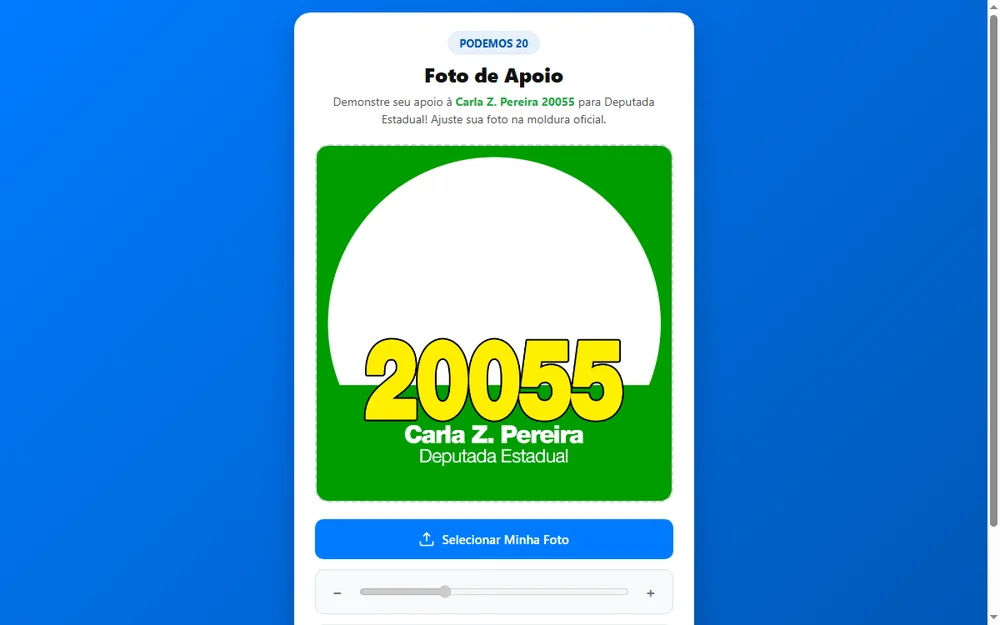 PODEMOS 20
Foto de Apoio
Demonstre seu apoio à Carla Z. Pereira 20055 para Deputada
Estadual! Ajuste sua foto na moldura oficial.
20055
Carla Z. Pereira
Deputada Estadual
Selecionar Minha Foto
− +